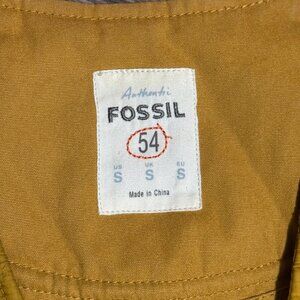 Authentic
FOSSIL
54
US UK EU
S S S
Made in China